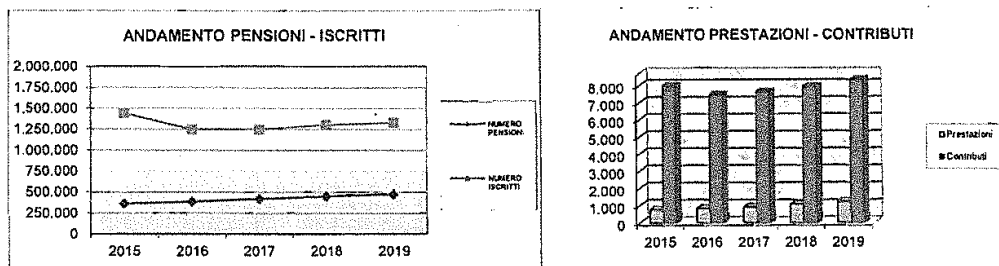 ANDAMENTO PENSIONI - ISCRITTI
2,000.000
1.750.000
1.500.000
1.250.000
1.000.000
750.000
500.000
250.000
0
2015 2016 2017 2018 2019
NUMERO
PENSIONI
NUMERO
ISCRITTI
ANDAMENTO PRESTAZIONI - CONTRIBUTI
8.000
7.000
6.000
5.000
4.000
3.000
2.000
1.000
0
2015 2016 2017 2018 2019
Prestazioni
Contributi